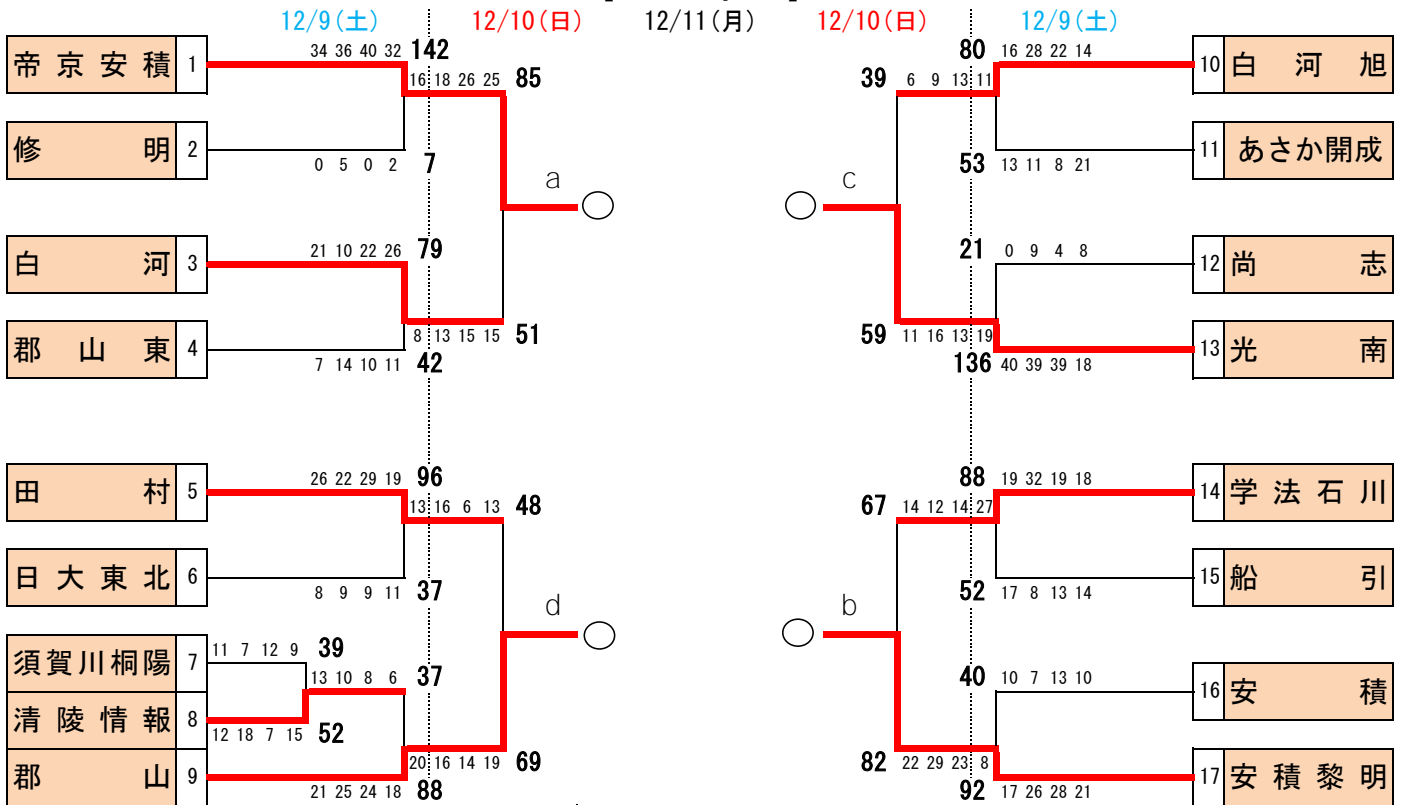 12/9(土) 12/10(日) 12/11(月) 12/10(日) 12/9(土)
帝京安積 1 34 36 40 32 142
16 18 26 25 85
修明 2 0 5 0 2 7
a
白河 3 21 10 22 26 79
8 13 15 15 51
郡山東 4 7 14 10 11 42
田村 5 26 22 29 19 96
13 16 6 13 48
日大東北 6 8 9 9 11 37
d
須賀川桐陽 7 11 7 12 9 39
13 10 8 6 37
清陵情報 8 12 18 7 15 52
20 16 14 19 69
郡山 9 21 25 24 18 88
80 16 28 22 14 10 白河旭
39 6 9 13 11
53 13 11 8 21 11 あさか開成
c
21 0 9 4 8 12 尚志
59 11 16 13 19
136 40 39 39 18 13 光南
88 19 32 19 18 14 学法石川
67 14 12 14 27
52 17 8 13 14 15 船引
b
40 10 7 13 10 16 安積
82 22 29 23 8
92 17 26 28 21 17 安積黎明